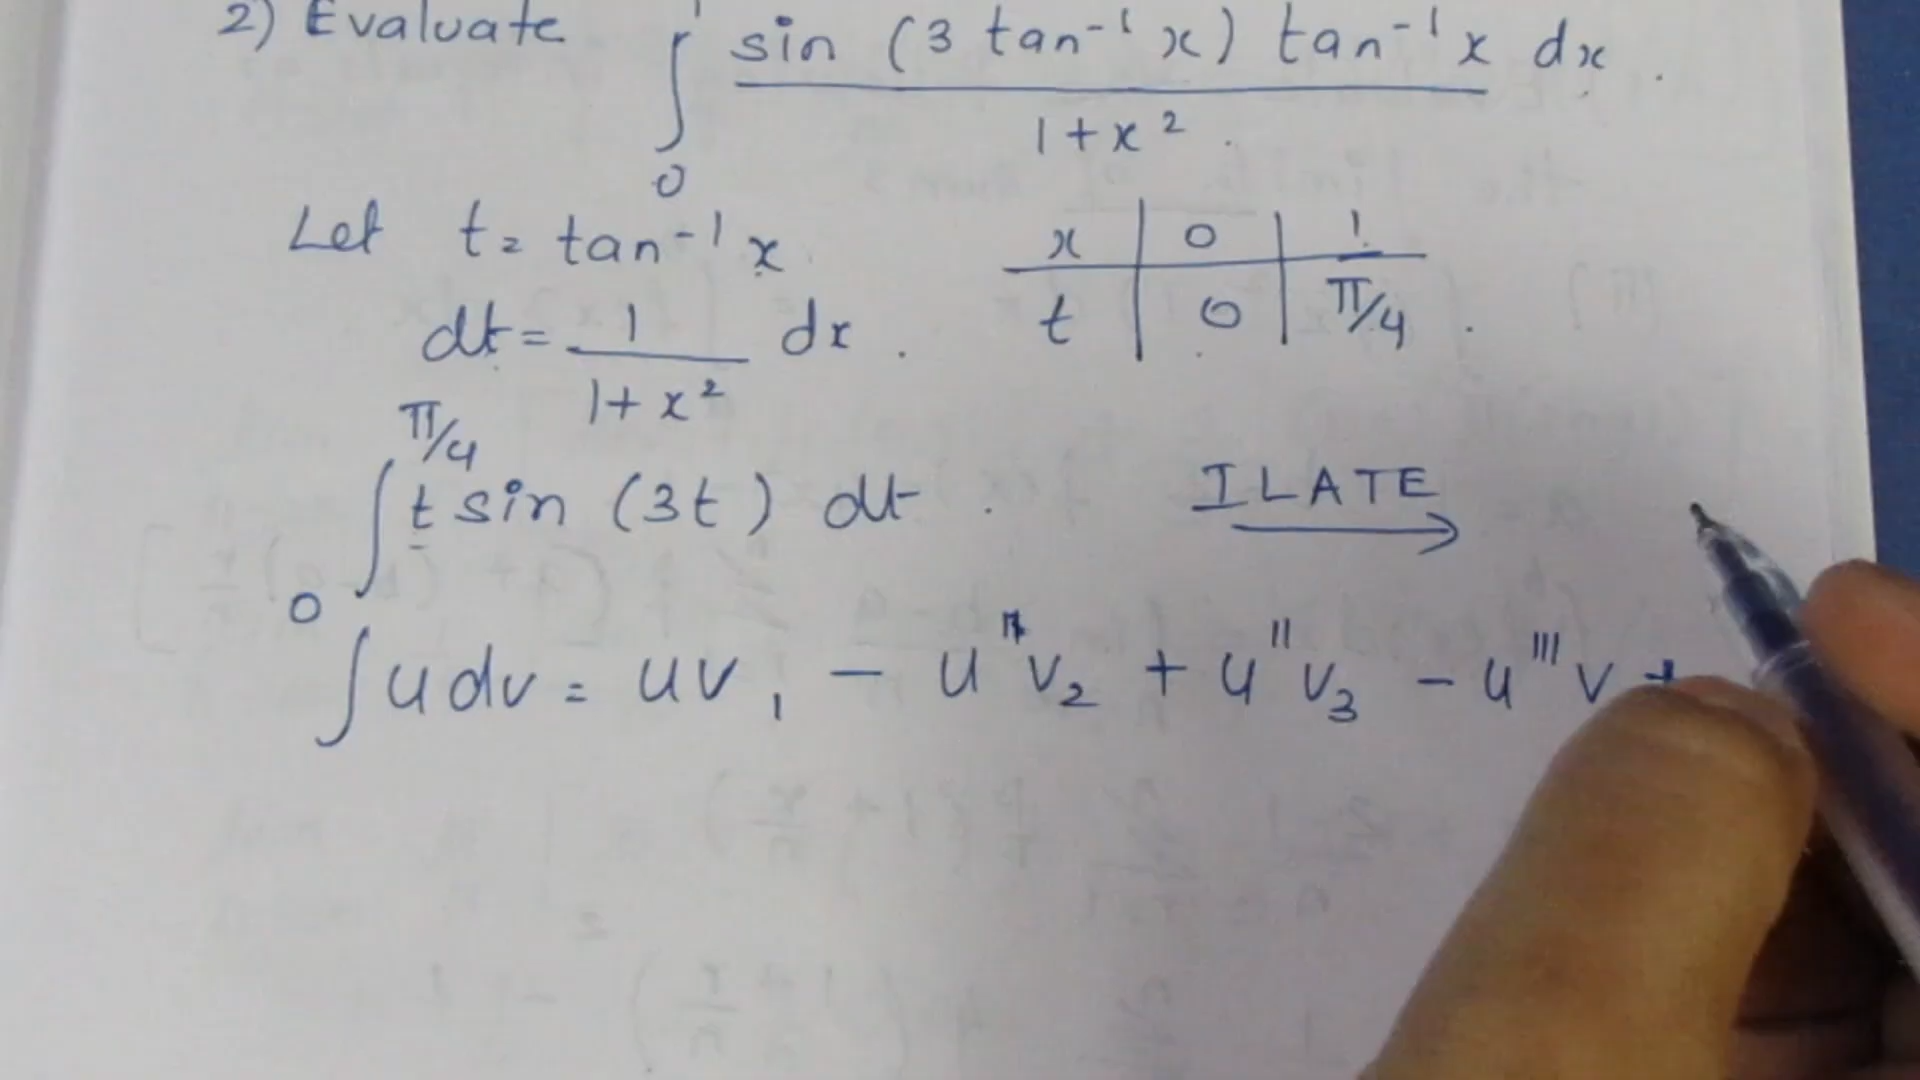 2) Evaluate ∫₀¹ sin (3 tan⁻¹ x) tan⁻¹ x dx .
1 + x² .
Let t = tan⁻¹ x
x | 0 | 1
dt = 1 / 1 + x² dx .
t | 0 | π/4 .
∫₀^π/4 t sin (3t) dt .
ILATE
∫ u dv = uv₁ - u v₂ + u'' v₃ - u''' v +